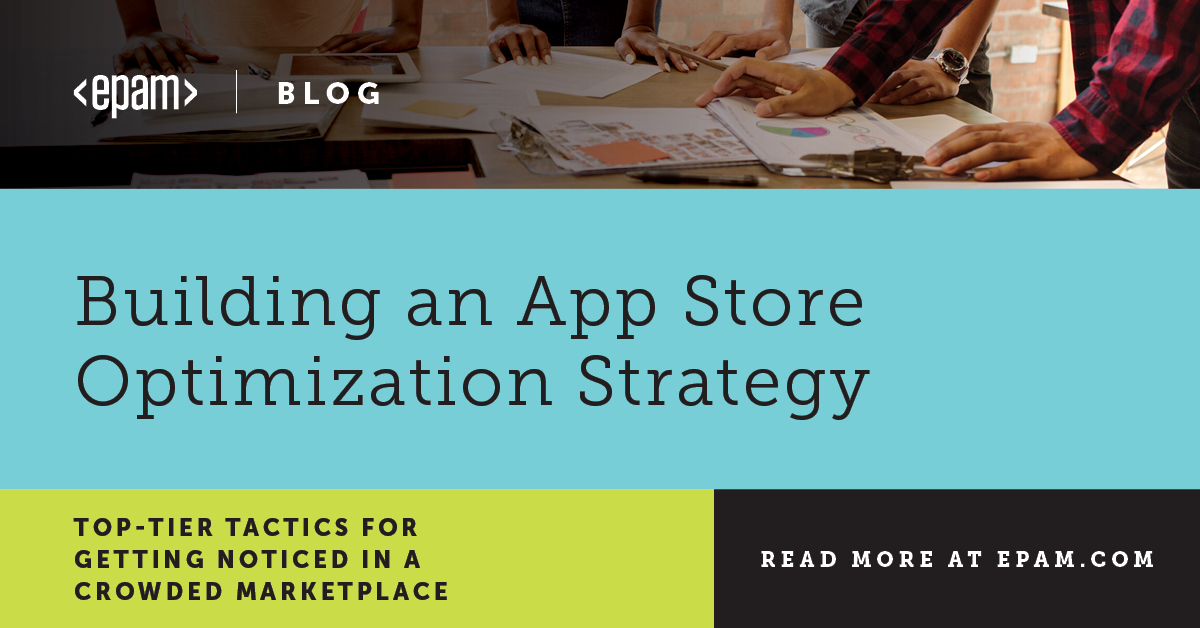 <epam> | BLOG
Building an App Store
Optimization Strategy
TOP-TIER TACTICS FOR
GETTING NOTICED IN A
CROWDED MARKETPLACE
READ MORE AT EPAM.COM